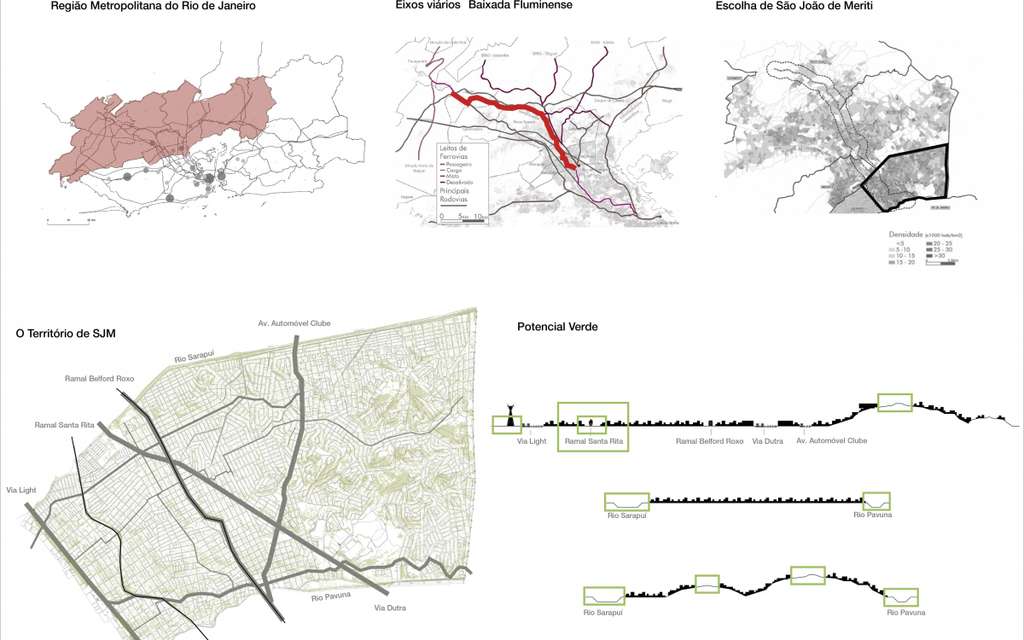 Região Metropolitana do Rio de Janeiro
Eixos viários Baixada Fluminense
Escolha de São João de Meriti
Leitos de
Ferrovias
Passageiro
Carga
Misto
Desativado
Principais
Rodovias
0 5km 10km
Densidade (x1000 hab/km2)
<5
5 -10
10 - 15
15 - 20
20 - 25
25 - 30
>30
O Território de SJM
Av. Automóvel Clube
Rio Sarapuí
Ramal Belford Roxo
Ramal Santa Rita
Via Light
Rio Pavuna
Via Dutra
Potencial Verde
Via Light
Ramal Santa Rita
Ramal Belford Roxo
Via Dutra
Av. Automóvel Clube
Rio Sarapuí
Rio Pavuna
Rio Sarapuí
Rio Pavuna